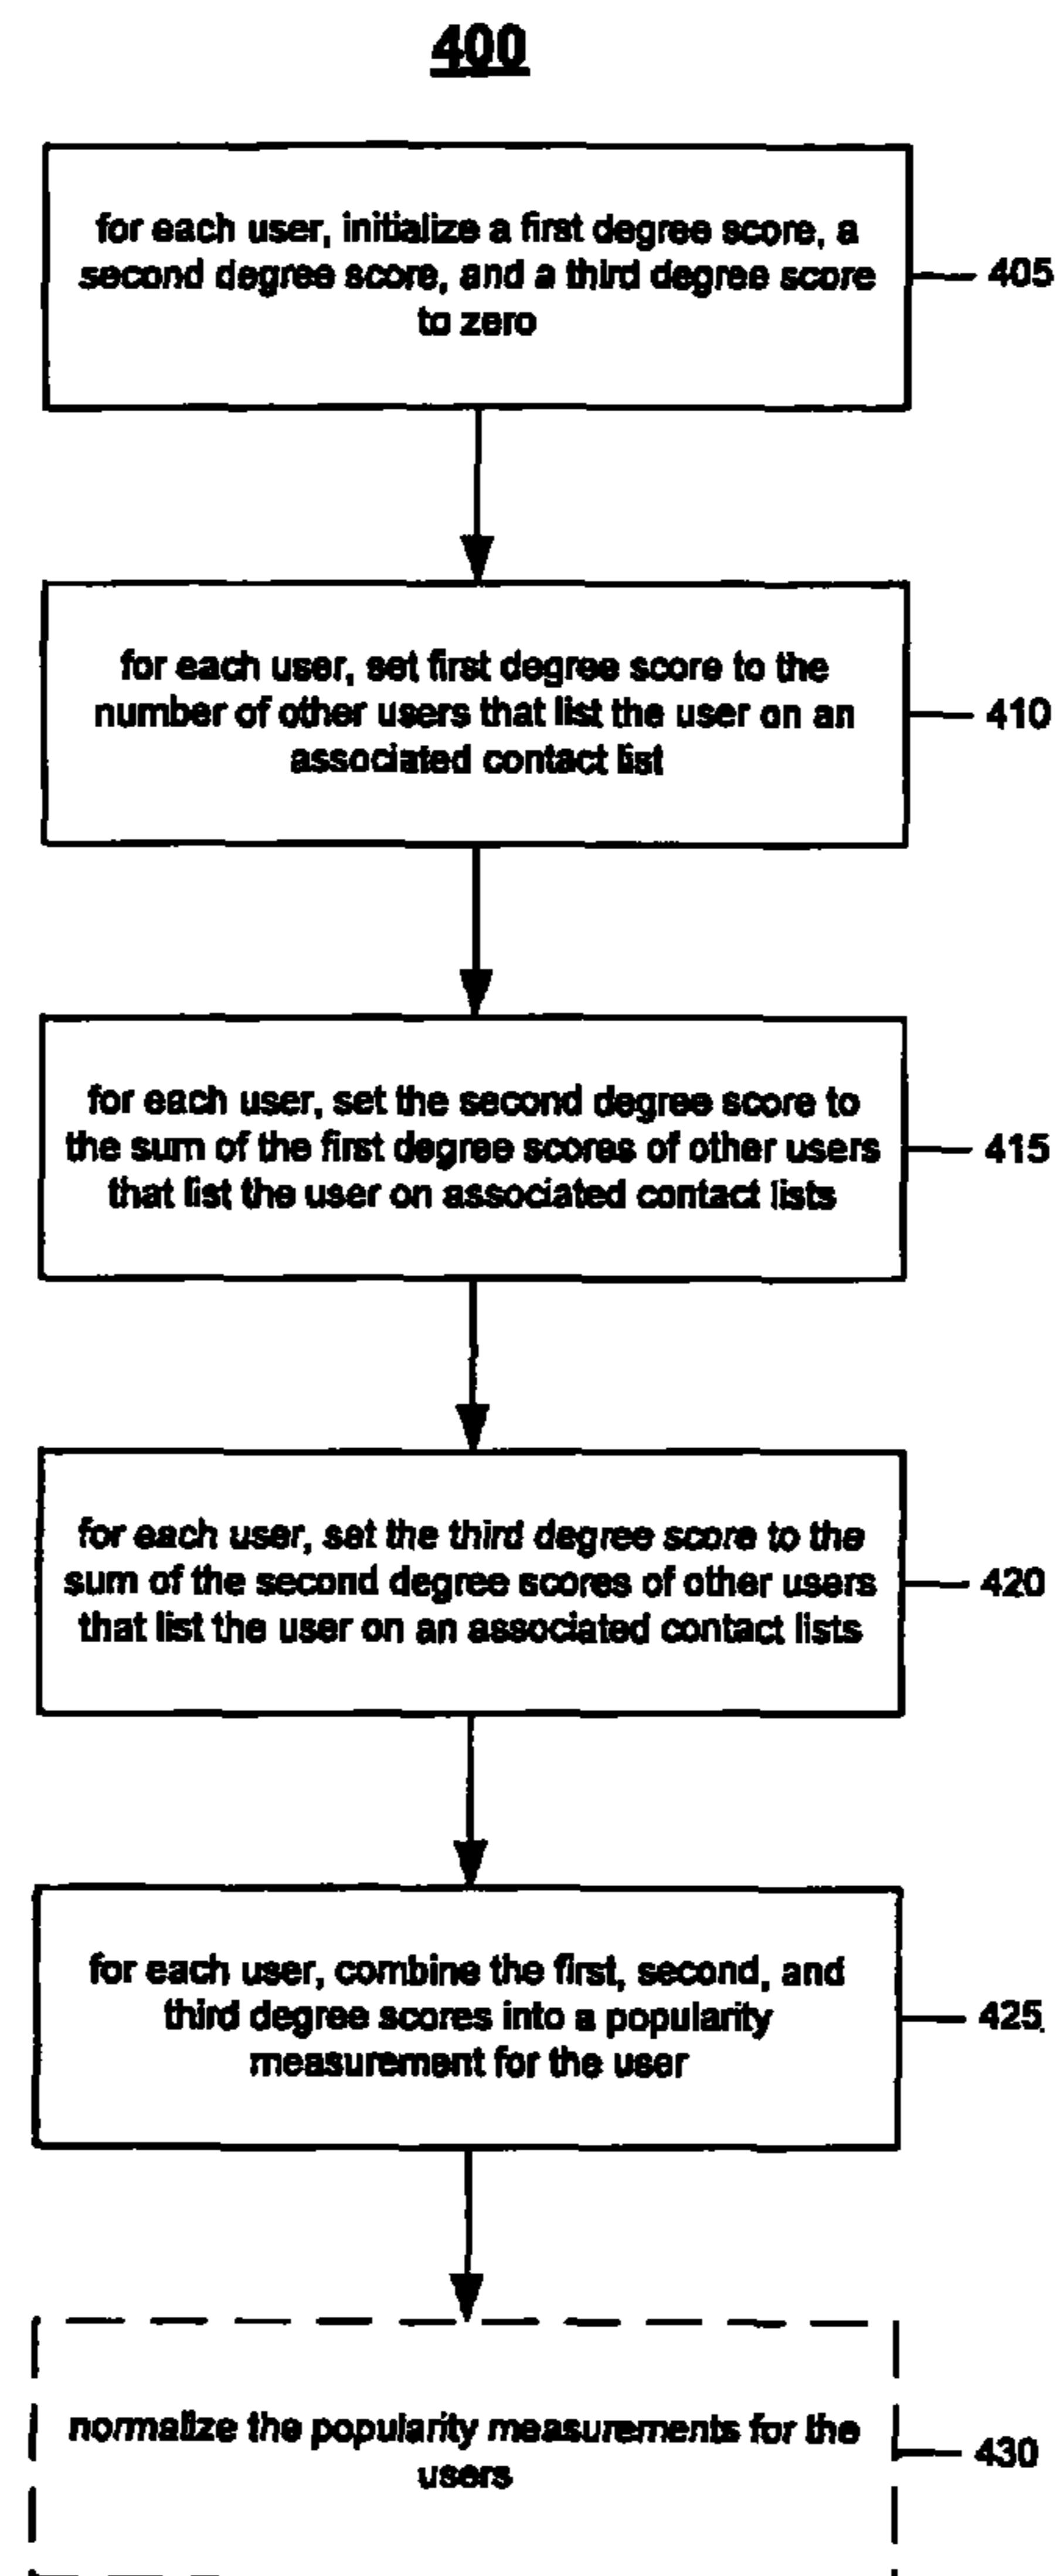 400
for each user, initialize a first degree score, a
second degree score, and a third degree score
to zero
405
for each user, set first degree score to the
number of other users that list the user on an
associated contact list
410
for each user, set the second degree score to
the sum of the first degree scores of other users
that list the user on associated contact lists
415
for each user, set the third degree score to the
sum of the second degree scores of other users
that list the user on an associated contact lists
420
for each user, combine the first, second, and
third degree scores into a popularity
measurement for the user
425
normalize the popularity measurements for the
users
430